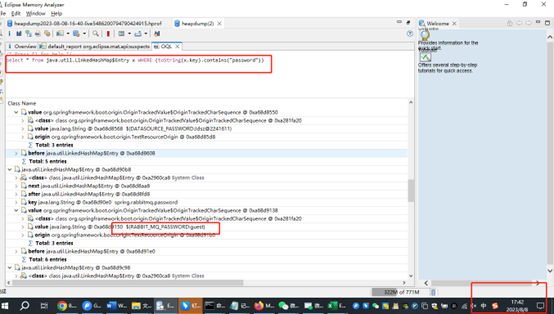 Eclipse Memory Analyzer
File Edit Window Help
heapdump2023-08-08-16-40-live5486200794790424915.hprof
heapdump(2)
Overview default_report org.eclipse.mat.api:suspects OQL
select * from java.util.LinkedHashMap$Entry x WHERE (toString(x.key).contains("password"))
Class Name
value org.springframework.boot.origin.OriginTrackedValue$OriginTrackedCharSequence @ 0xa68d8550
<class> class org.springframework.boot.origin.OriginTrackedValue$OriginTrackedCharSequence @ 0xa281fa20
value java.lang.String @ 0xa68d8568 ${DATASOURCE_PASSWORD:/dsz@2241611}
origin org.springframework.boot.origin.TextResourceOrigin @ 0xa68d85d8
Total: 3 entries
before java.util.LinkedHashMap$Entry @ 0xa68d8608
Total: 5 entries
java.util.LinkedHashMap$Entry @ 0xa68d90b8
<class> class java.util.LinkedHashMap$Entry @ 0xa2960ca8 System Class
next java.util.LinkedHashMap$Entry @ 0xa68d8aa8
after java.util.LinkedHashMap$Entry @ 0xa68d8fd8
key java.lang.String @ 0xa68d90e0 spring.rabbitmq.password
value org.springframework.boot.origin.OriginTrackedValue$OriginTrackedCharSequence @ 0xa68d9138
<class> class org.springframework.boot.origin.OriginTrackedValue$OriginTrackedCharSequence @ 0xa281fa20
value java.lang.String @ 0xa68d9150 ${RABBIT_MQ_PASSWORD:guest}
origin org.springframework.boot.origin.TextResourceOrigin @ 0xa68d91b0
Total: 3 entries
before java.util.LinkedHashMap$Entry @ 0xa68d91e0
Total: 6 entries
java.util.LinkedHashMap$Entry @ 0xa68d9c98
<class> class java.util.LinkedHashMap$Entry @ 0xa2960ca8 System Class
of 771M
Welcome
Provides information for the
quick start.
Offers several step-by-step
tutorials for quick access.
中
17:42
2023/8/8